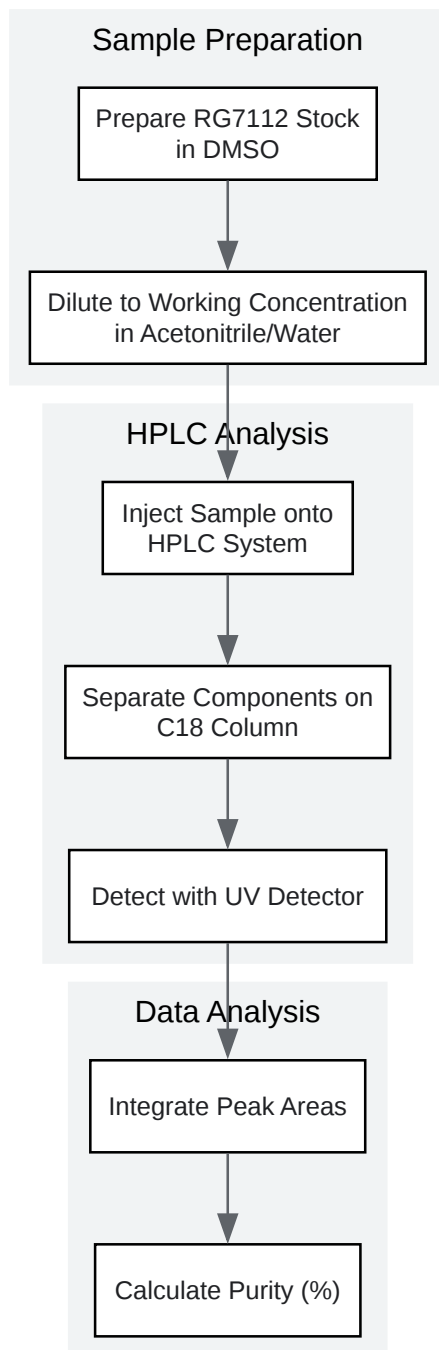 Sample Preparation
Prepare RG7112 Stock
in DMSO
Dilute to Working Concentration
in Acetonitrile/Water
HPLC Analysis
Inject Sample onto
HPLC System
Separate Components on
C18 Column
Detect with UV Detector
Data Analysis
Integrate Peak Areas
Calculate Purity (%)